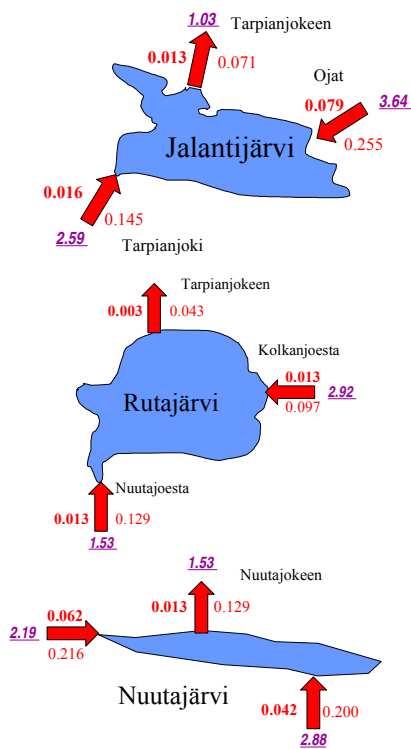 1.03 Tarpianjokeen
0.013 0.071
Ojat
3.64
0.079
0.255
Jalantijärvi
0.016
0.145
2.59
Tarpianjoki
Tarpianjokeen
0.003 0.043
Kolkanjoesta
0.013
2.92
0.097
Rutajärvi
Nuutajoesta
0.013 0.129
1.53
1.53
Nuutajokeen
0.013 0.129
0.062
2.19
0.216
Nuutajärvi
0.042 0.200
2.88